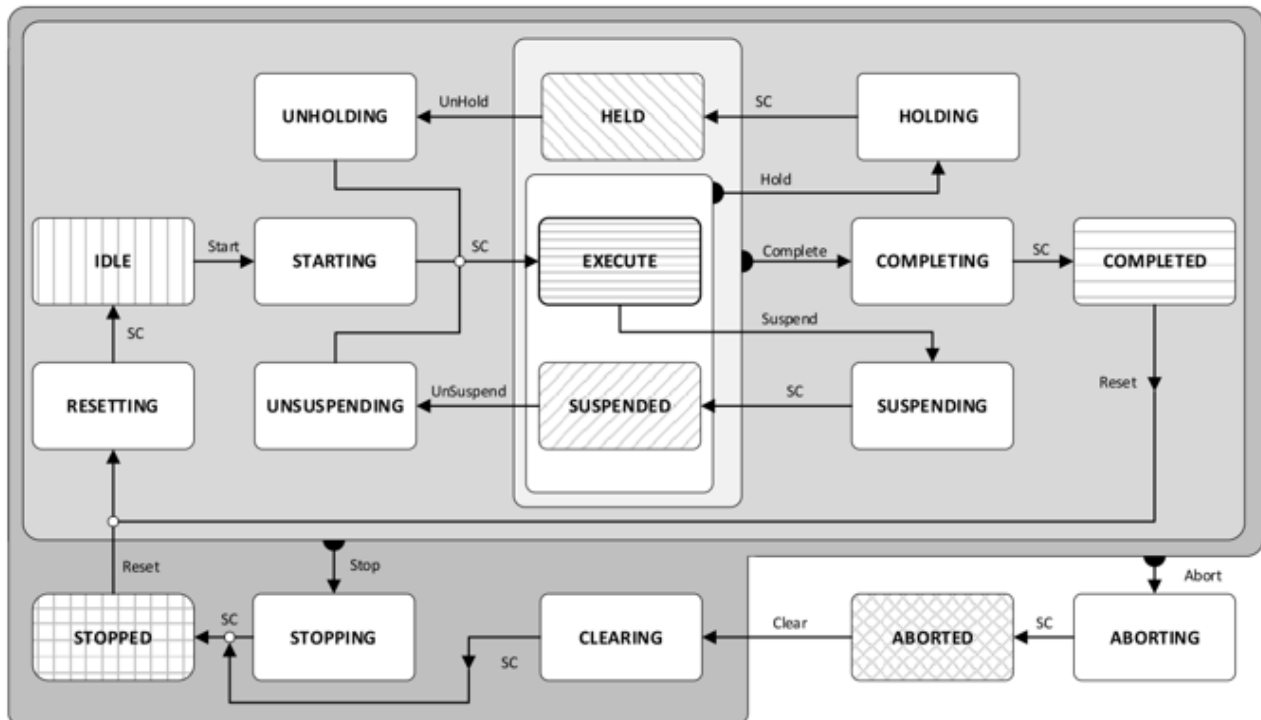 UnHold
SC
UNHOLDING
HELD
HOLDING
Hold
IDLE
Start
STARTING
SC
EXECUTE
Complete
COMPLETING
SC
COMPLETED
SC
Suspend
RESETTING
UNSUSPENDING
UnSuspend
SUSPENDED
SC
SUSPENDING
Reset
Reset
Stop
Abort
STOPPED
SC
STOPPING
CLEARING
SC
Clear
ABORTED
SC
ABORTING